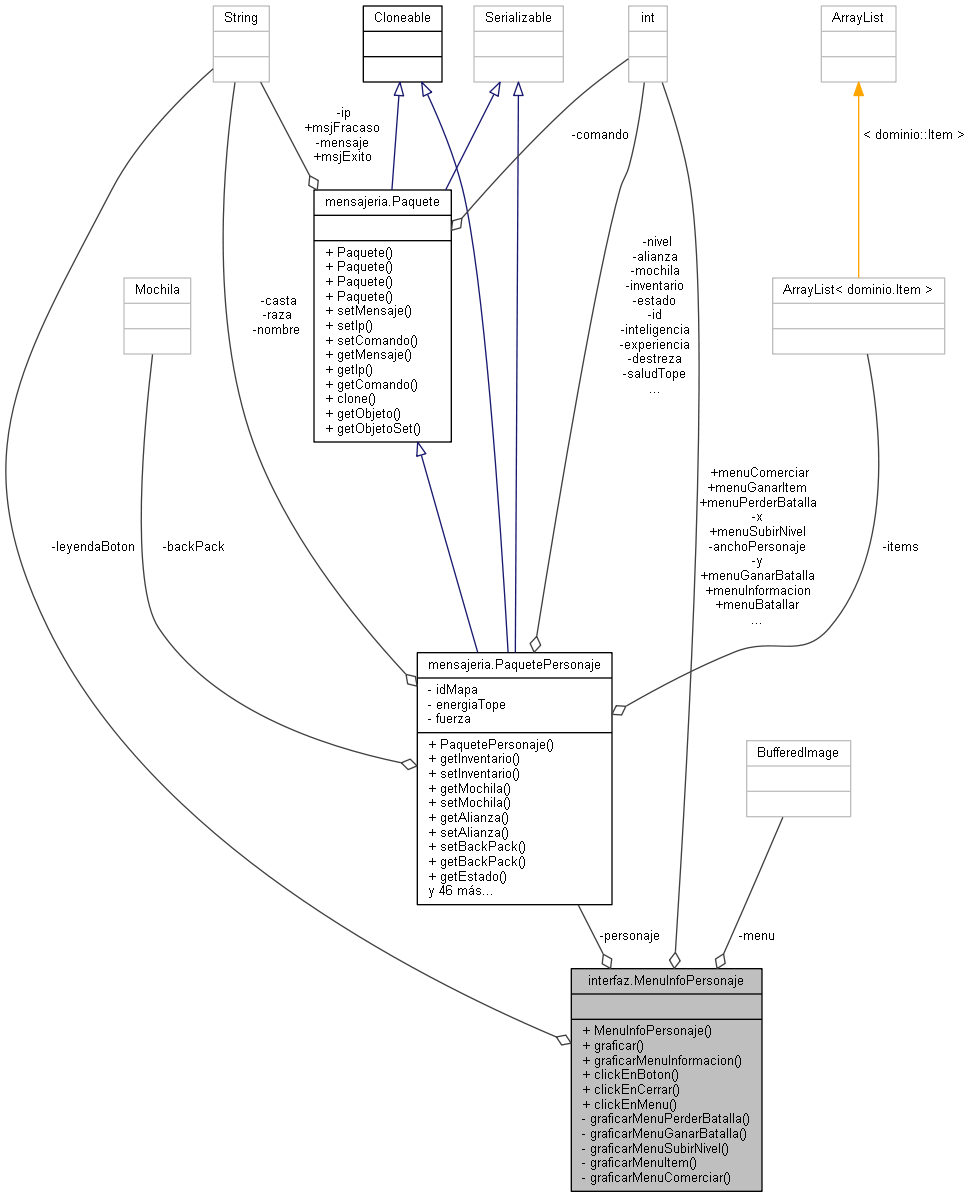 String
Cloneable
Serializable
int
ArrayList
-ip
+msjFracaso
-mensaje
+msjExito
-comando
< dominio::Item >
mensajeria.Paquete
+ Paquete()
+ Paquete()
+ Paquete()
+ Paquete()
+ setMensaje()
+ setIp()
+ setComando()
+ getMensaje()
+ getIp()
+ getComando()
+ clone()
+ getObjeto()
+ getObjetoSet()
Mochila
-casta
-raza
-nombre
-nivel
-alianza
-mochila
-inventario
-estado
-id
-inteligencia
-experiencia
-destreza
-saludTope
...
ArrayList< dominio.Item >
-leyendaBoton
-backPack
+menuComerciar
+menuGanarItem
+menuPerderBatalla
-x
+menuSubirNivel
-anchoPersonaje
-y
+menuGanarBatalla
+menuInformacion
+menuBatallar
...
-items
mensajeria.PaquetePersonaje
- idMapa
- energiaTope
- fuerza
+ PaquetePersonaje()
+ getInventario()
+ setInventario()
+ getMochila()
+ setMochila()
+ getAlianza()
+ setAlianza()
+ setBackPack()
+ getBackPack()
+ getEstado()
y 46 más...
BufferedImage
-personaje
-menu
interfaz.MenuInfoPersonaje
+ MenuInfoPersonaje()
+ graficar()
+ graficarMenuInformacion()
+ clickEnBoton()
+ clickEnCerrar()
+ clickEnMenu()
- graficarMenuPerderBatalla()
- graficarMenuGanarBatalla()
- graficarMenuSubirNivel()
- graficarMenuItem()
- graficarMenuComerciar()